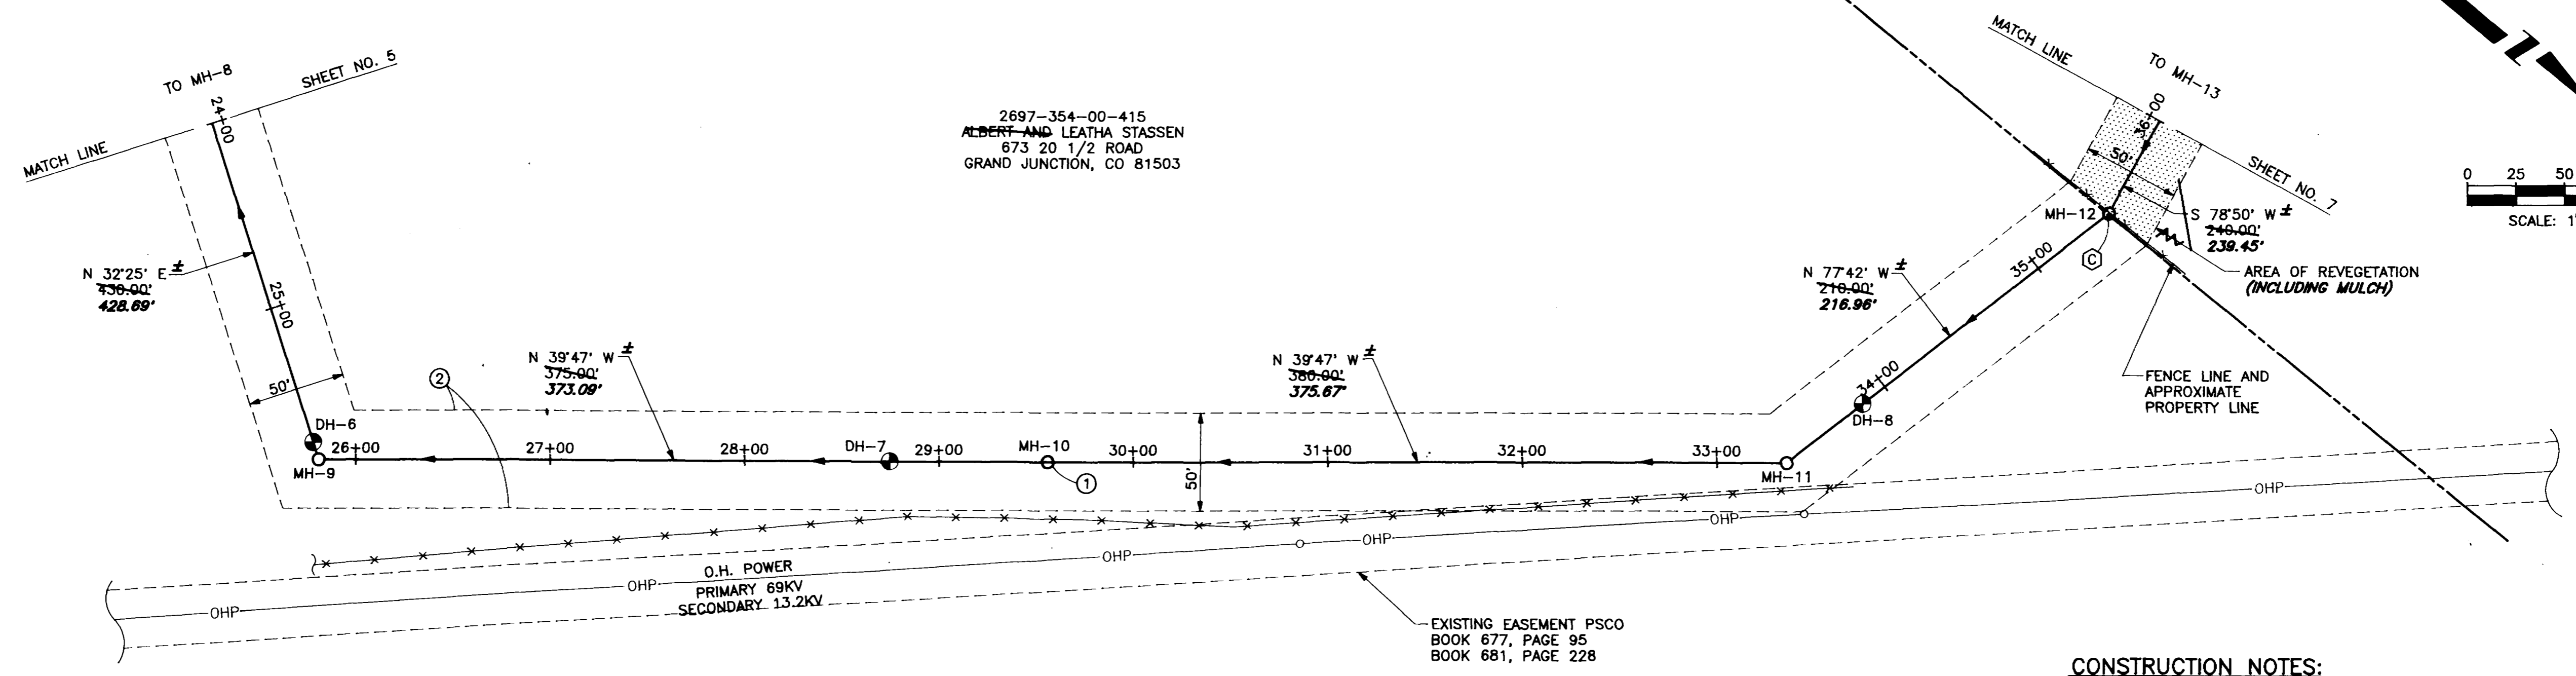 TO MH-8
SHEET NO. 5
MATCH LINE
24+00
N 32°25' E ±
430.00'
428.69'
25+00
50'
DH-6
MH-9
26+00
27+00
28+00
DH-7
29+00
MH-10
30+00
31+00
32+00
33+00
MH-11
N 39°47' W ±
375.00'
373.09'
2
1
50'
N 39°47' W ±
380.00'
375.67'
2697-354-00-415
ALBERT AND LEATHA STASSEN
673 20 1/2 ROAD
GRAND JUNCTION, CO 81503
MATCH LINE
TO MH-13
36+00
50'
SHEET NO. 7
MH-12
S 78°50' W ±
240.00'
239.45'
C
35+00
N 77°42' W ±
210.00'
216.96'
34+00
DH-8
AREA OF REVEGETATION
(INCLUDING MULCH)
FENCE LINE AND
APPROXIMATE
PROPERTY LINE
0 25 50
SCALE: 1"
OHP
OHP
OHP
OHP
OHP
OHP
O.H. POWER
PRIMARY 69KV
SECONDARY 13.2KV
EXISTING EASEMENT PSCO
BOOK 677, PAGE 95
BOOK 681, PAGE 228
CONSTRUCTION NOTES: